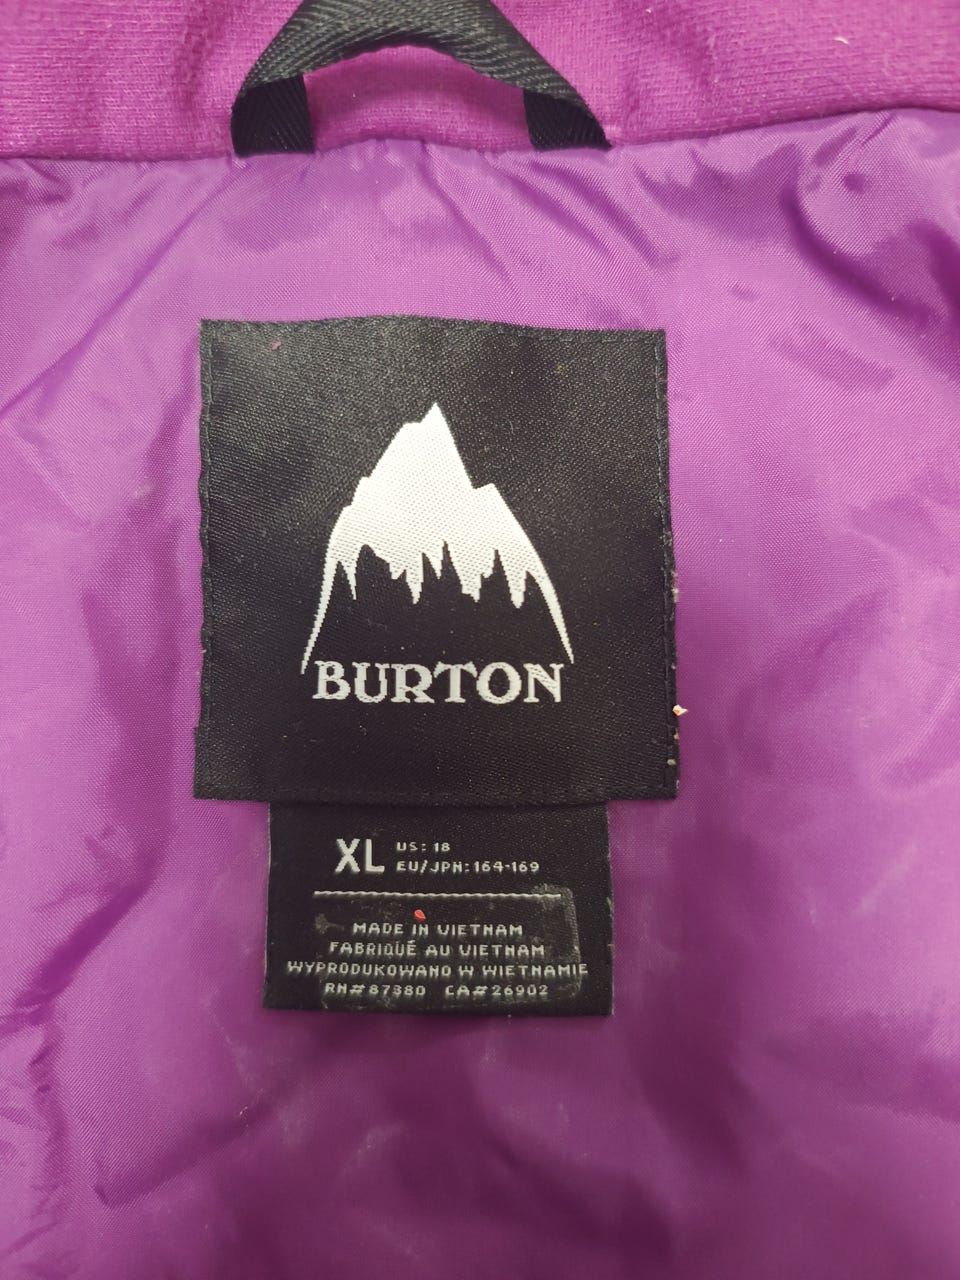 BURTON
XL US: 18
EU/JPN: 164-169
MADE IN VIETNAM
FABRIQUÉ AU VIETNAM
WYPRODUKOWANO W WIETNAMIE
RN#87380 CA#26902